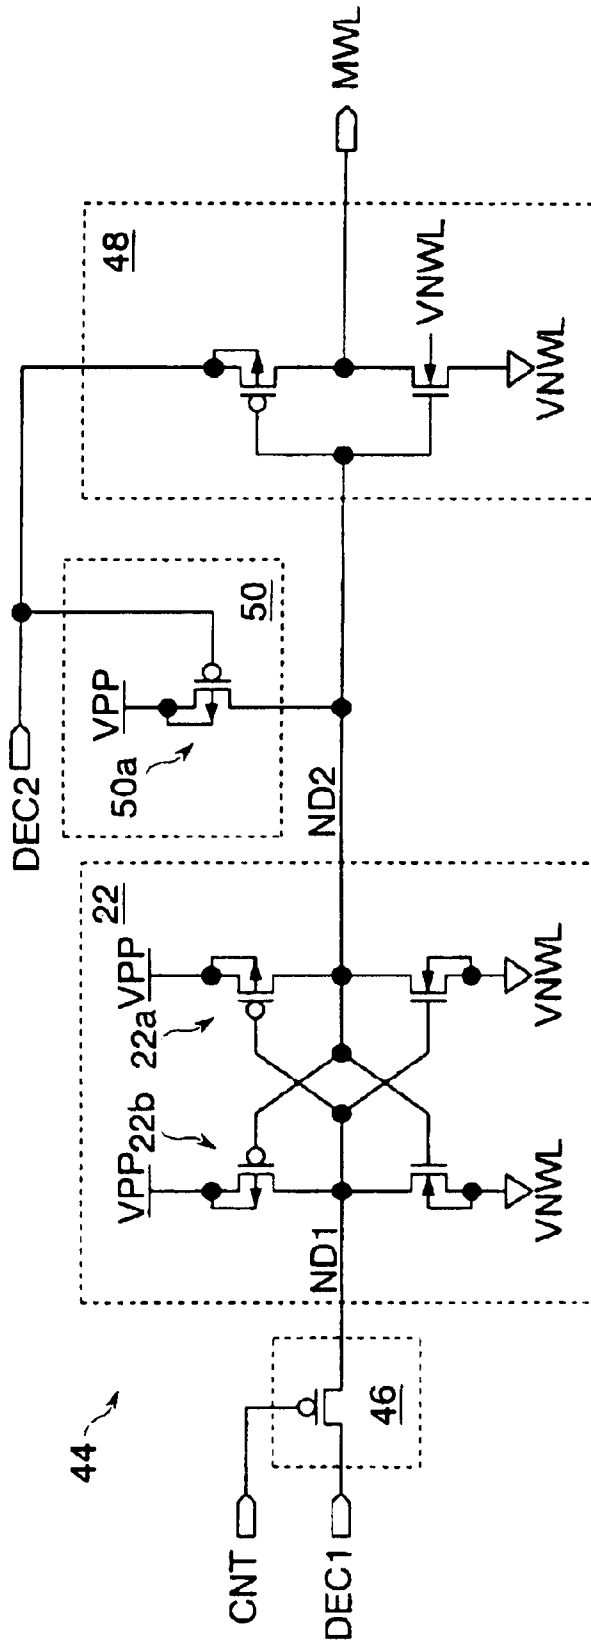 44
CNT
DEC1
46
ND1
22
VPP
22b
VPP
22a
VNWL
VNWL
ND2
DEC2
50
VPP
50a
48
VNWL
VNWL
MWL